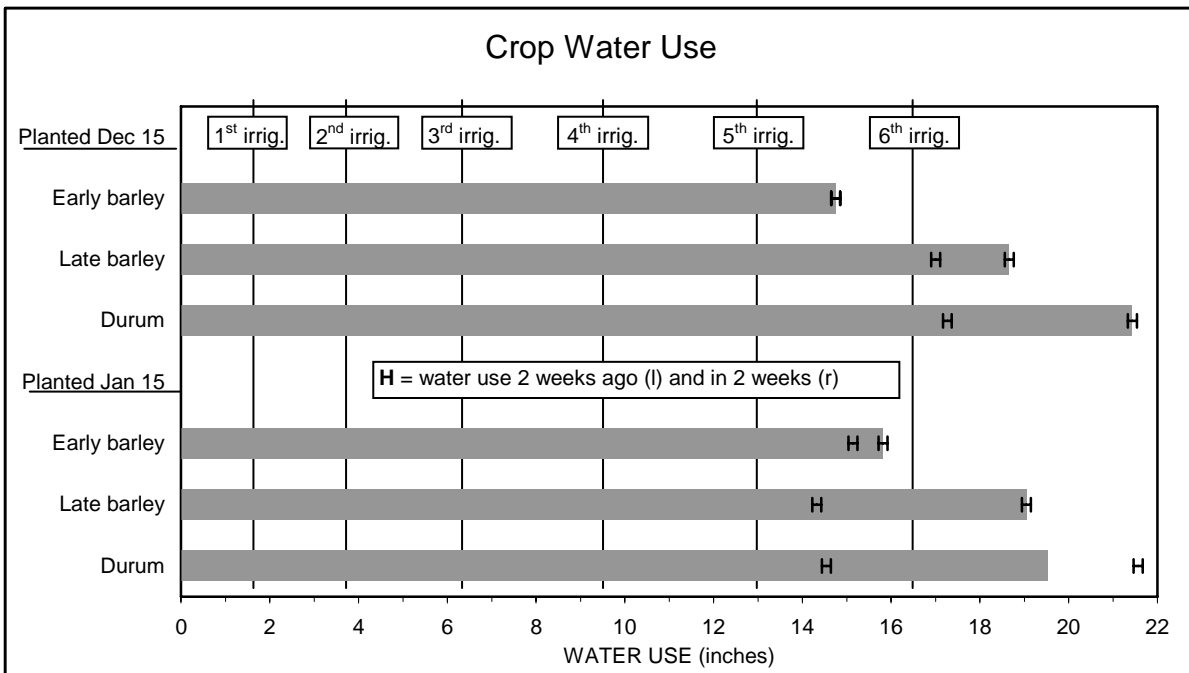 Crop Water Use
Planted Dec 15
1st irrig. 2nd irrig. 3rd irrig. 4th irrig. 5th irrig. 6th irrig.
Early barley
Late barley
Durum
Planted Jan 15
H = water use 2 weeks ago (l) and in 2 weeks (r)
Early barley
Late barley
Durum
0 2 4 6 8 10 12 14 16 18 20 22
WATER USE (inches)